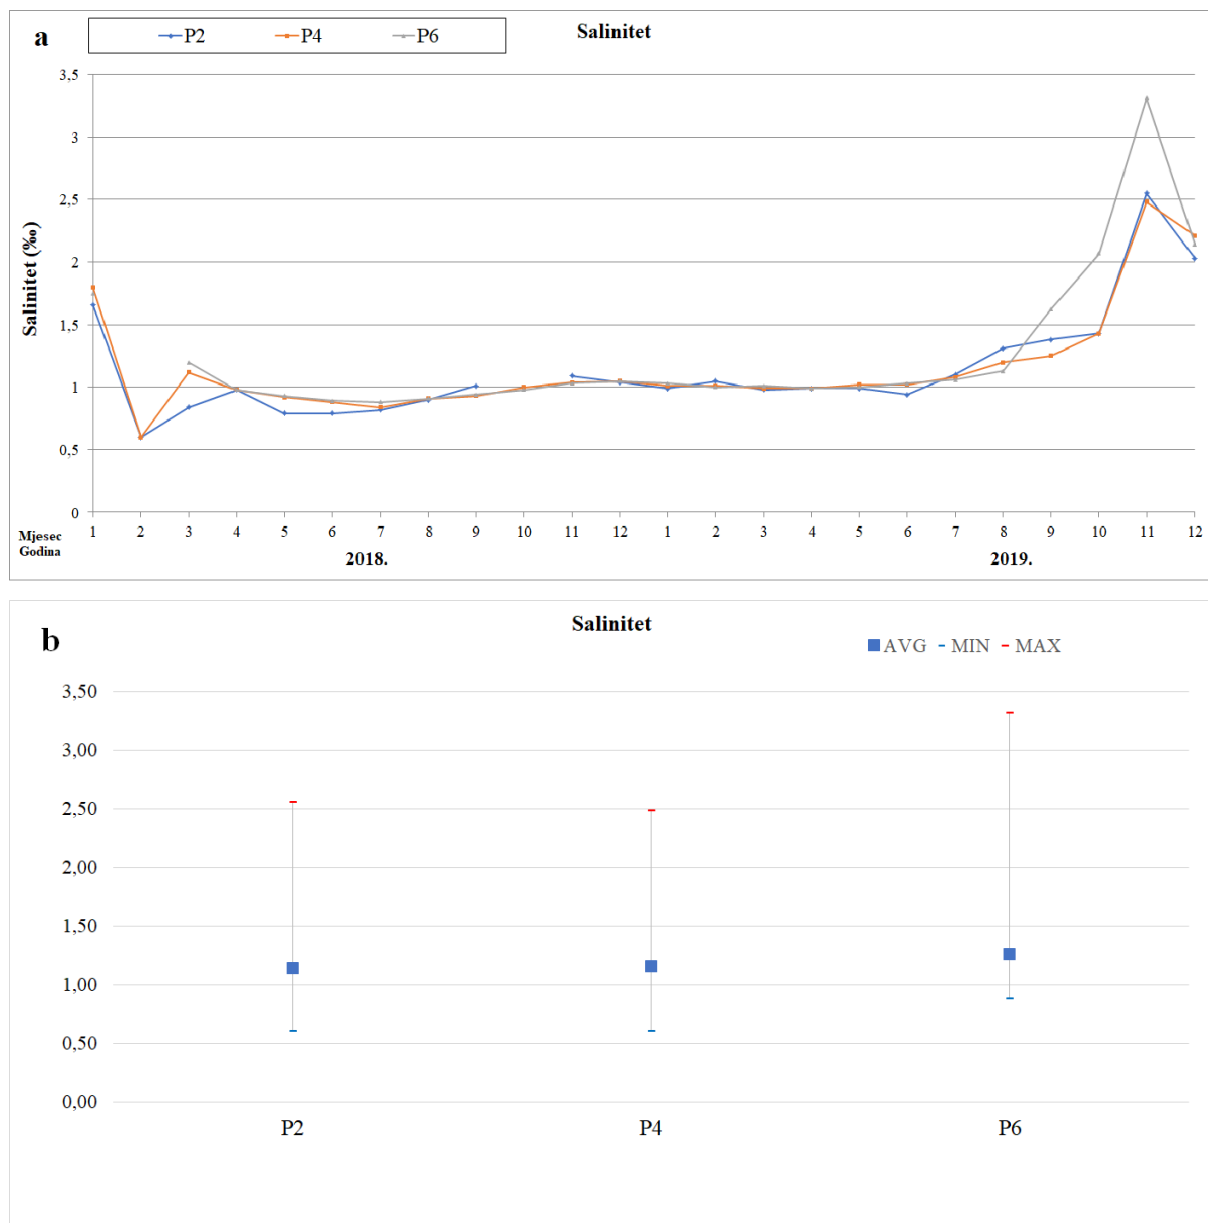 a
P2 P4 P6
Salinitet
Salinitet (‰)
3,5
3
2,5
2
1,5
1
0,5
0
Mjesec 1 2 3 4 5 6 7 8 9 10 11 12 1 2 3 4 5 6 7 8 9 10 11 12
Godina 2018. 2019.
b
Salinitet
AVG MIN MAX
3,50
3,00
2,50
2,00
1,50
1,00
0,50
0,00
P2 P4 P6